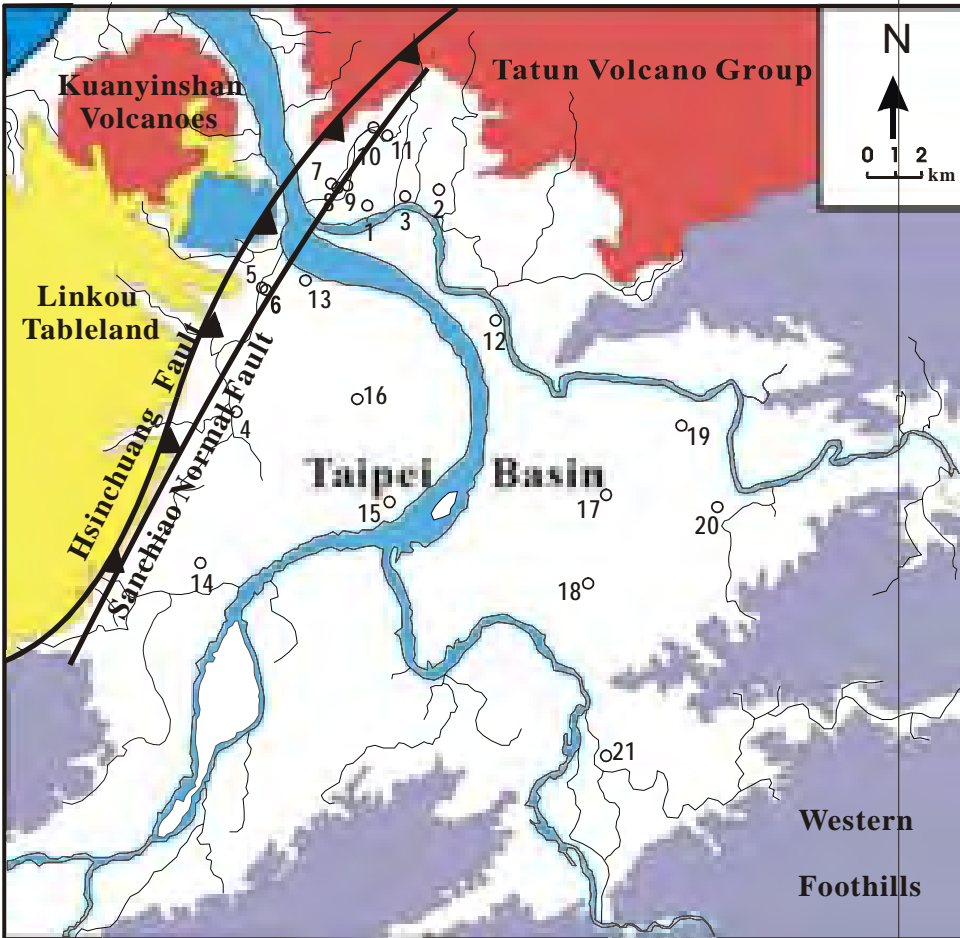 N
Kuanyinshan
Volcanoes
Tatun Volcano Group
0 1 2
km
10
11
7
8
9
1
3
2
5
6
13
Linkou
Tableland
12
Hsinchuang Fault
Sanchiao Normal Fault
4
16
19
Taipei Basin
15
17
20
14
18
21
Western
Foothills